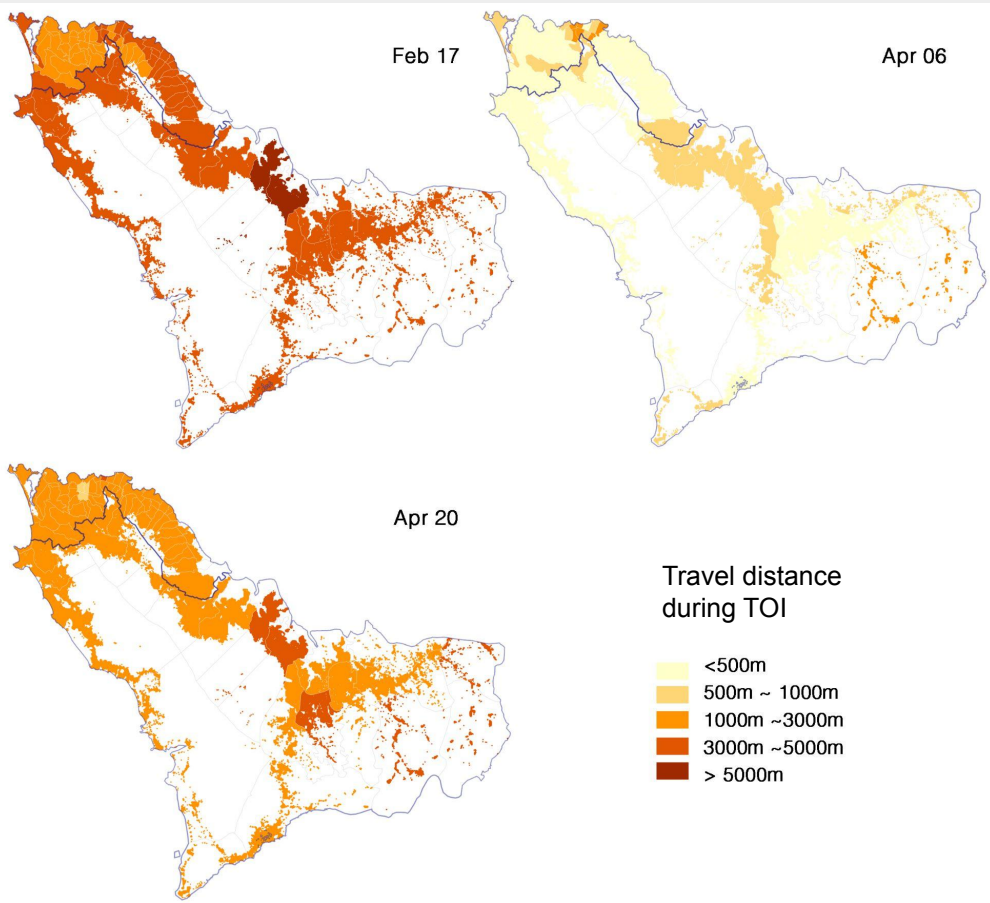 Feb 17
Apr 06
Apr 20
Travel distance
during TOI
<500m
500m ~ 1000m
1000m ~3000m
3000m ~5000m
> 5000m